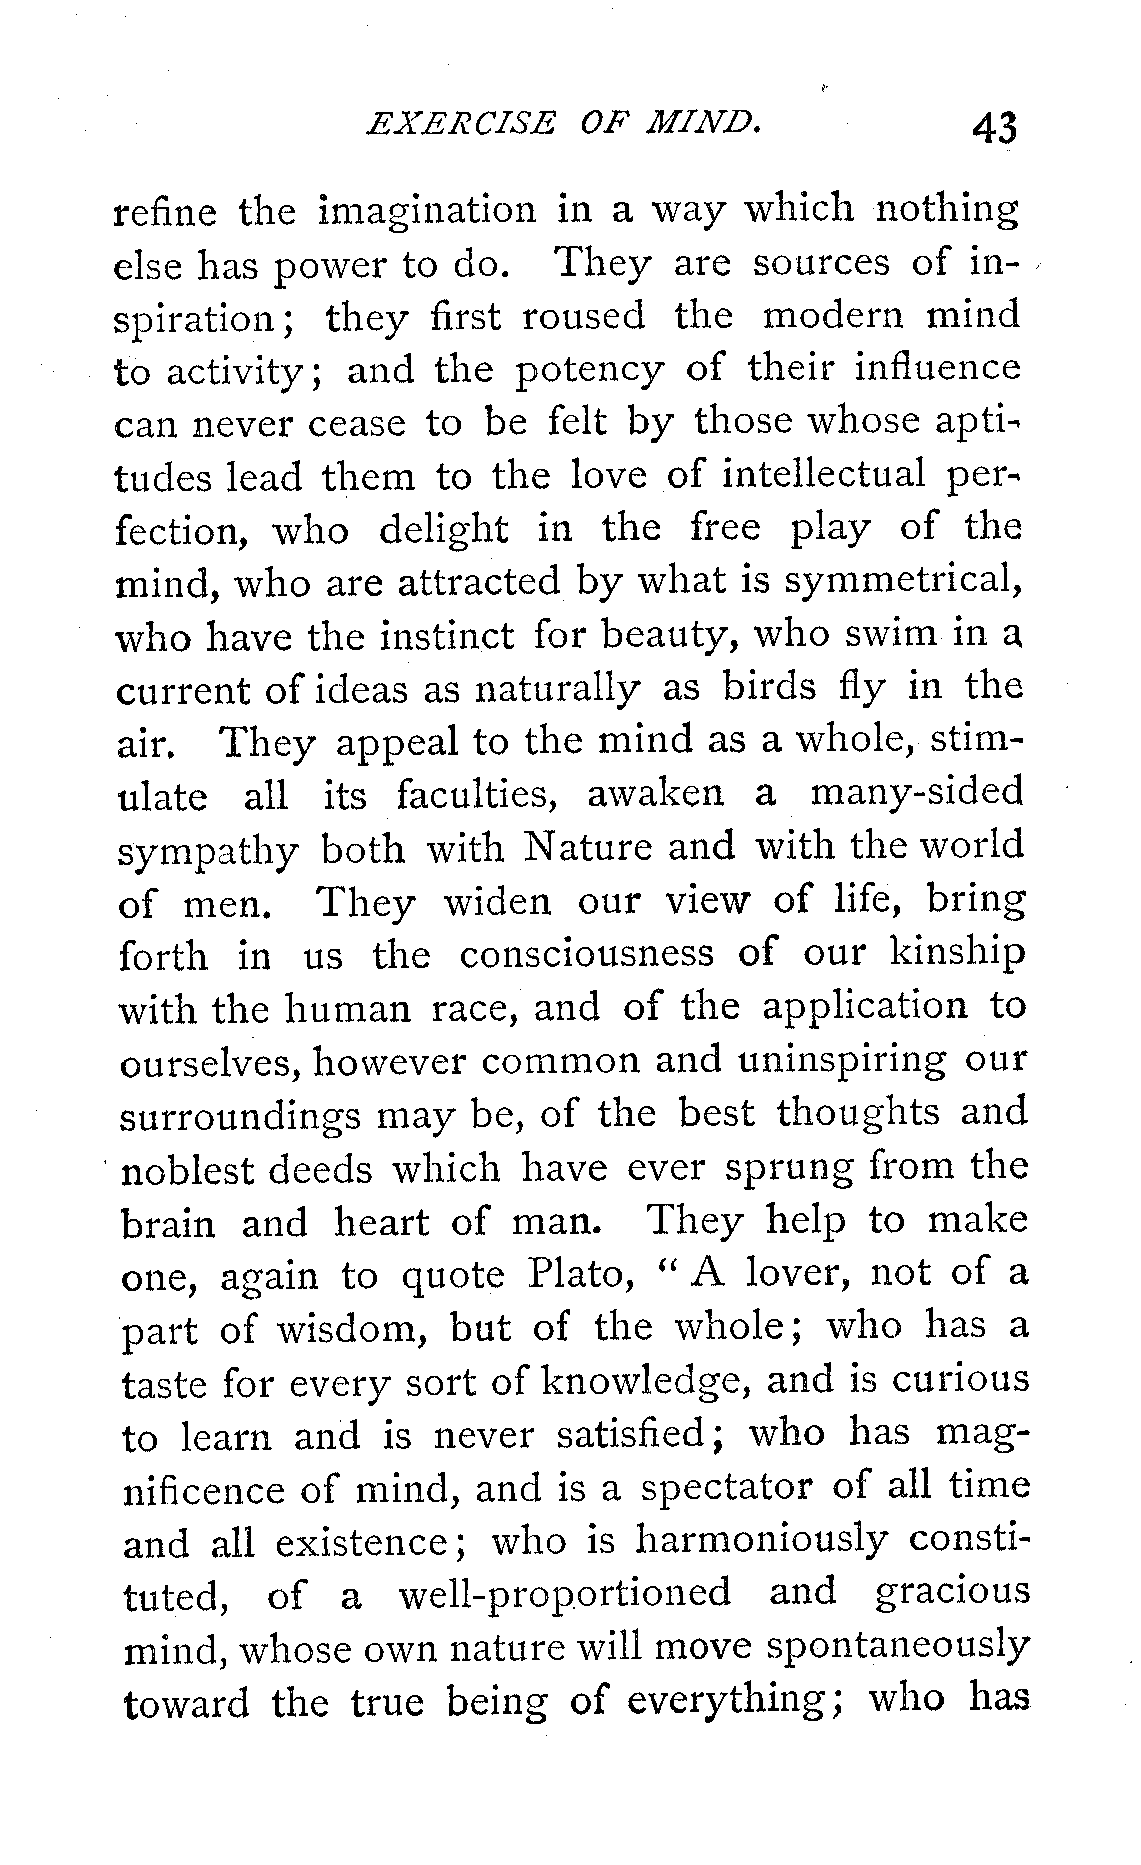 EXERCISE OF MIND. 43
refine the imagination in a way which nothing
else has power to do. They are sources of in-
spiration; they first roused the modern mind
to activity; and the potency of their influence
can never cease to be felt by those whose apti-
tudes lead them to the love of intellectual per-
fection, who delight in the free play of the
mind, who are attracted by what is symmetrical,
who have the instinct for beauty, who swim in a
current of ideas as naturally as birds fly in the
air. They appeal to the mind as a whole, stim-
ulate all its faculties, awaken a many-sided
sympathy both with Nature and with the world
of men. They widen our view of life, bring
forth in us the consciousness of our kinship
with the human race, and of the application to
ourselves, however common and uninspiring our
surroundings may be, of the best thoughts and
noblest deeds which have ever sprung from the
brain and heart of man. They help to make
one, again to quote Plato, “ A lover, not of a
part of wisdom, but of the whole; who has a
taste for every sort of knowledge, and is curious
to learn and is never satisfied; who has mag-
nificence of mind, and is a spectator of all time
and all existence; who is harmoniously consti-
tuted, of a well-proportioned and gracious
mind, whose own nature will move spontaneously
toward the true being of everything; who has